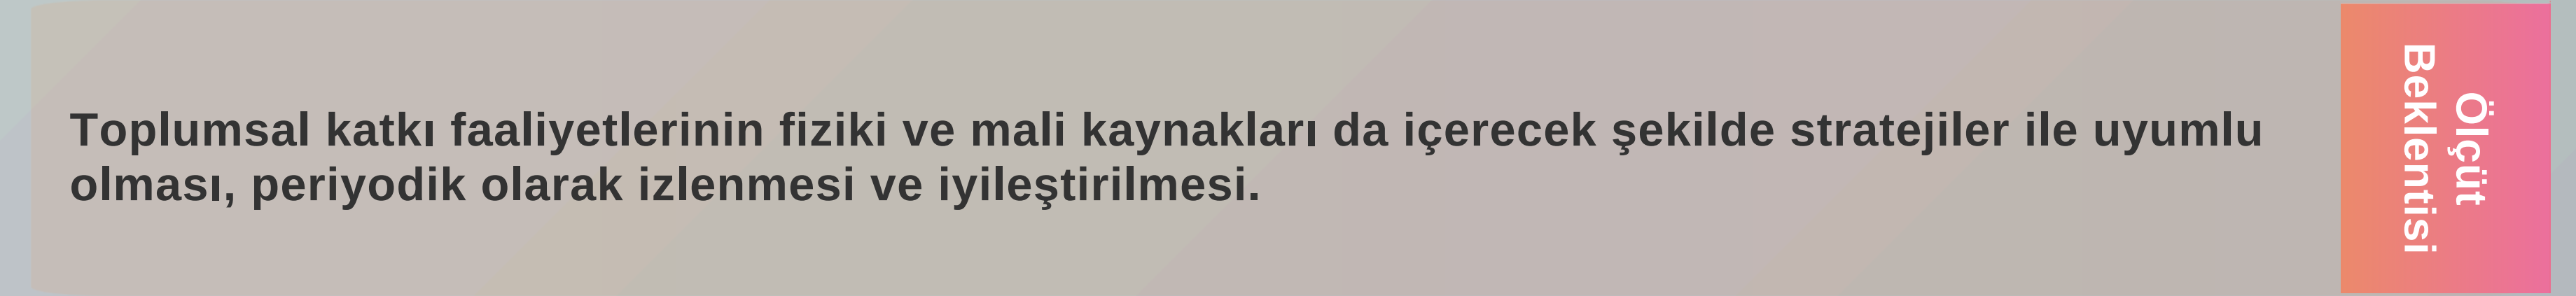 Toplumsal katkı faaliyetlerinin fiziki ve mali kaynakları da içerecek şekilde stratejiler ile uyumlu
olması, periyodik olarak izlenmesi ve iyileştirilmesi.
Ölçüt
Beklentisi